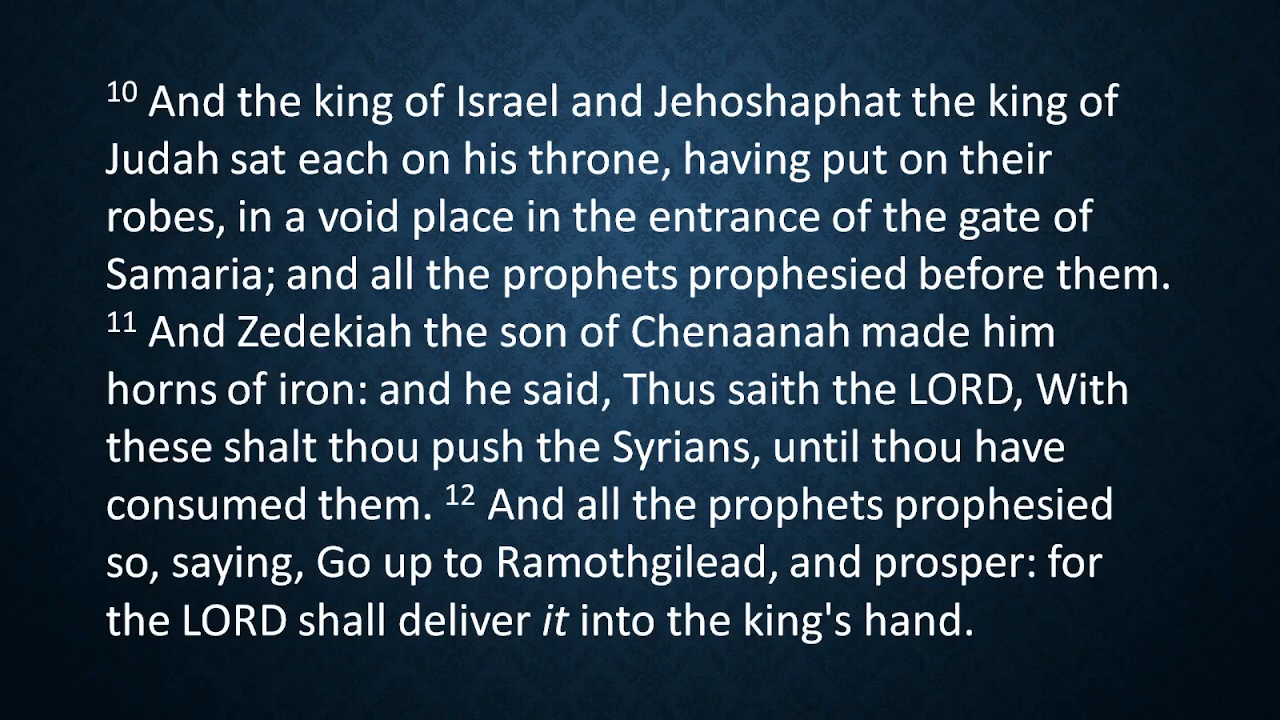 10 And the king of Israel and Jehoshaphat the king of
Judah sat each on his throne, having put on their
robes, in a void place in the entrance of the gate of
Samaria; and all the prophets prophesied before them.
11 And Zedekiah the son of Chenaanah made him
horns of iron: and he said, Thus saith the LORD, With
these shalt thou push the Syrians, until thou have
consumed them. 12 And all the prophets prophesied
so, saying, Go up to Ramothgilead, and prosper: for
the LORD shall deliver it into the king's hand.